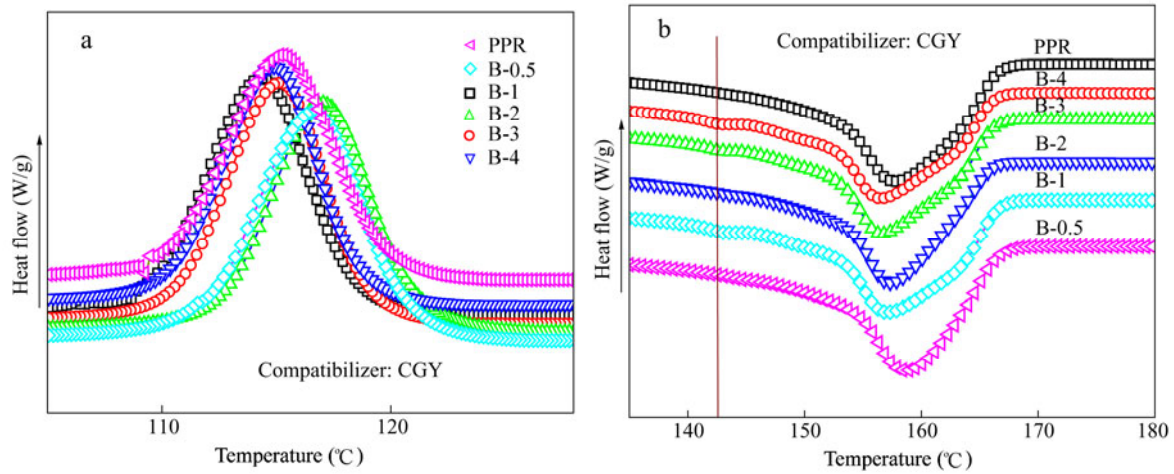 a
PPR
B-0.5
B-1
B-2
B-3
B-4
Heat flow (W/g)
Compatibilizer: CGY
110
120
Temperature (℃)
b
Compatibilizer: CGY
PPR
B-4
B-3
B-2
B-1
B-0.5
Heat flow (W/g)
140
150
160
170
180
Temperature (℃)